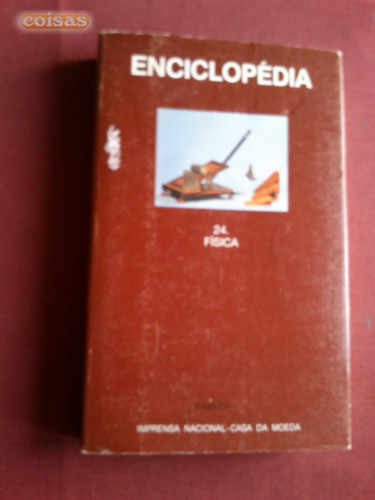 coisas
ENCICLOPÉDIA
24.
FÍSICA
IMPRENSA NACIONAL-CASA DA MOEDA